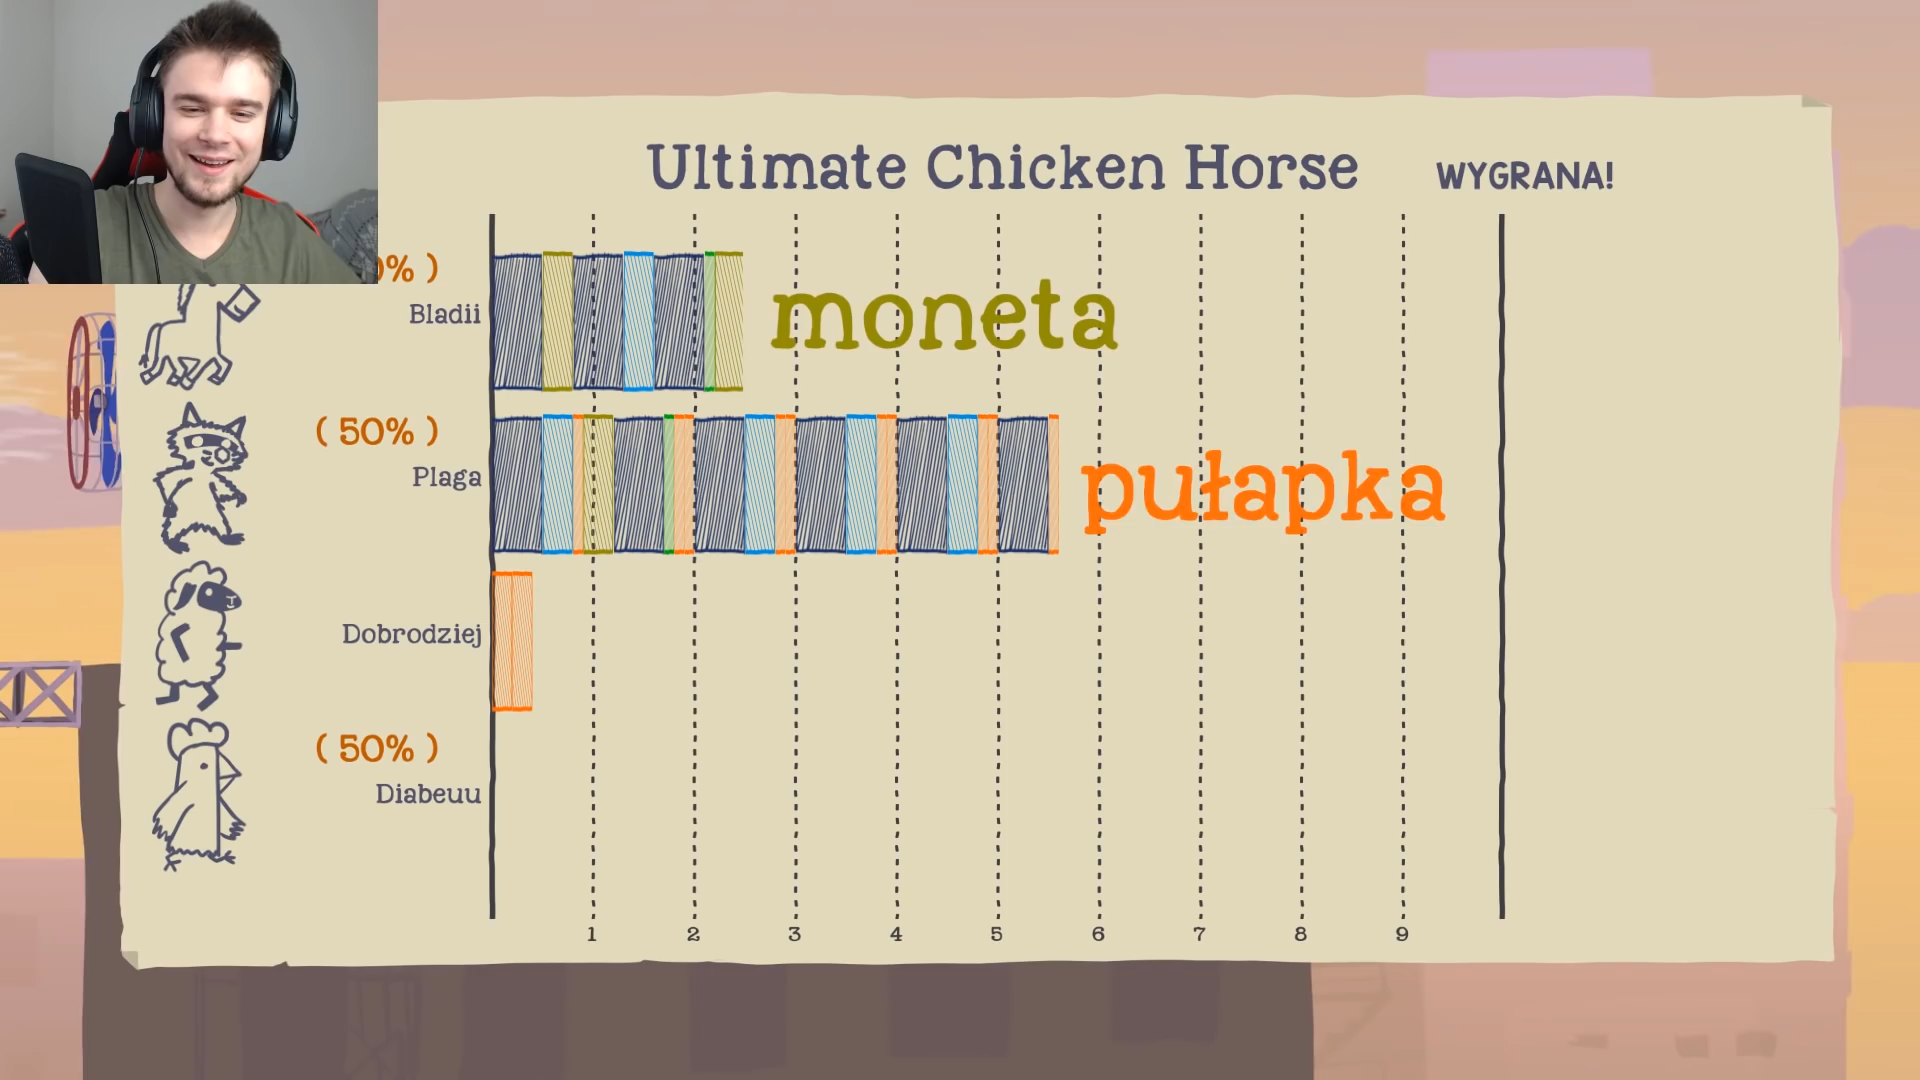 Ultimate Chicken Horse
WYGRANA!
0% )
Bladii
moneta
( 50% )
Plaga
pułapka
Dobrodziej
( 50% )
Diabeuu
1 2 3 4 5 6 7 8 9